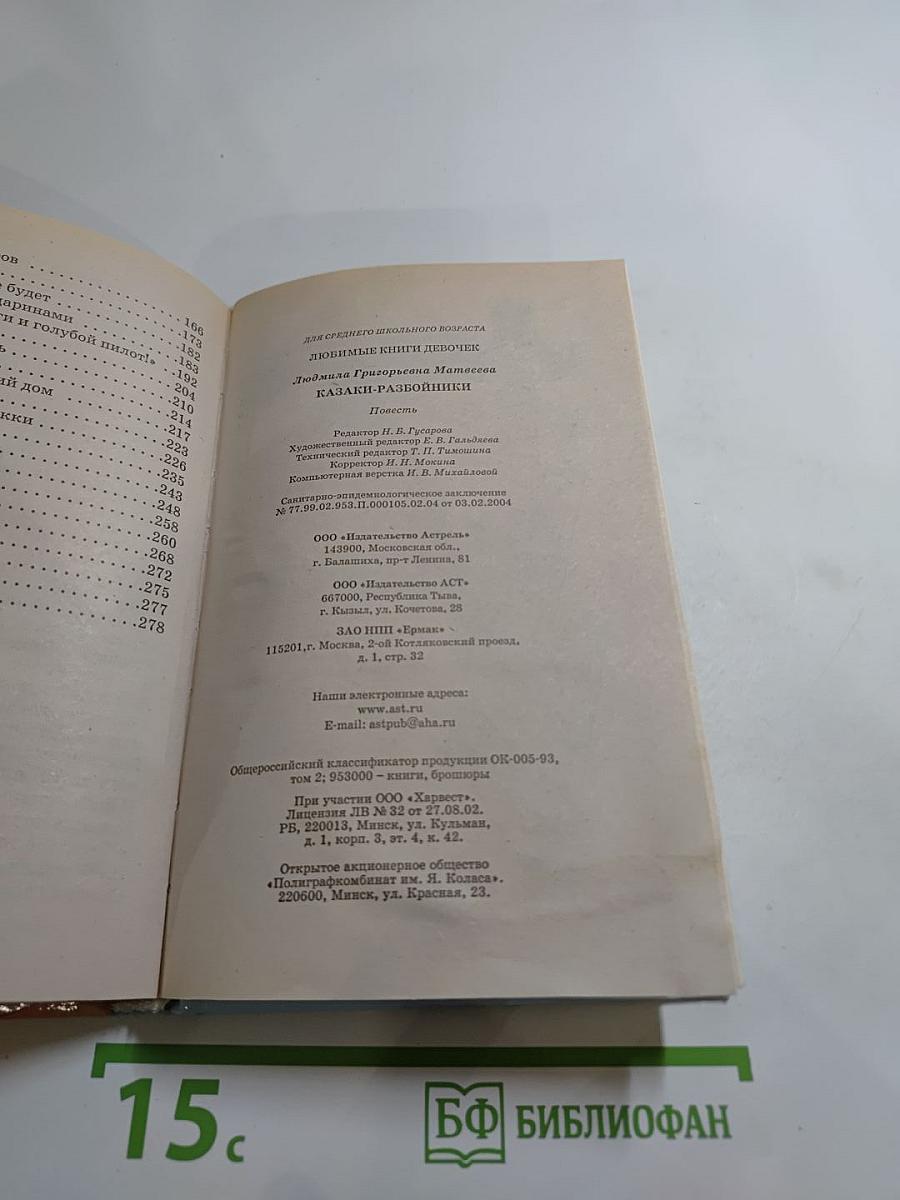 будет
166
173
даринами
182
и голубой пилот!»
183
192
204
210
дом
214
217
223
226
235
243
248
258
260
268
272
275
277
278
ДЛЯ СРЕДНЕГО ШКОЛЬНОГО ВОЗРАСТА
ЛЮБИМЫЕ КНИГИ ДЕВОЧЕК
Людмила Григорьевна Матвеева
КАЗАКИ-РАЗБОЙНИКИ
Повесть
Редактор Н. Б. Гусарова
Художественный редактор Е. В. Гальдяева
Технический редактор Т. П. Тимошина
Корректор И. Н. Мокина
Компьютерная верстка И. В. Михайловой
Санитарно-эпидемиологическое заключение
№ 77.99.02.953.П.000105.02.04 от 03.02.2004
ООО «Издательство Астрель»
143900, Московская обл.,
г. Балашиха, пр-т Ленина, 81
ООО «Издательство АСТ»
667000, Республика Тыва,
г. Кызыл, ул. Кочетова, 28
ЗАО НПП «Ермак»
115201,г. Москва, 2-ой Котляковский проезд,
д. 1, стр. 32
Наши электронные адреса:
www.ast.ru
E-mail: astpub@aha.ru
Общероссийский классификатор продукции ОК-005-93,
том 2; 953000 – книги, брошюры
При участии ООО «Харвест».
Лицензия ЛВ № 32 от 27.08.02.
РБ, 220013, Минск, ул. Кульман,
д. 1, корп. 3, эт. 4, к. 42.
Открытое акционерное общество
«Полиграфкомбинат им. Я. Коласа».
220600, Минск, ул. Красная, 23.
15 с
БФ БИБЛИОФАН